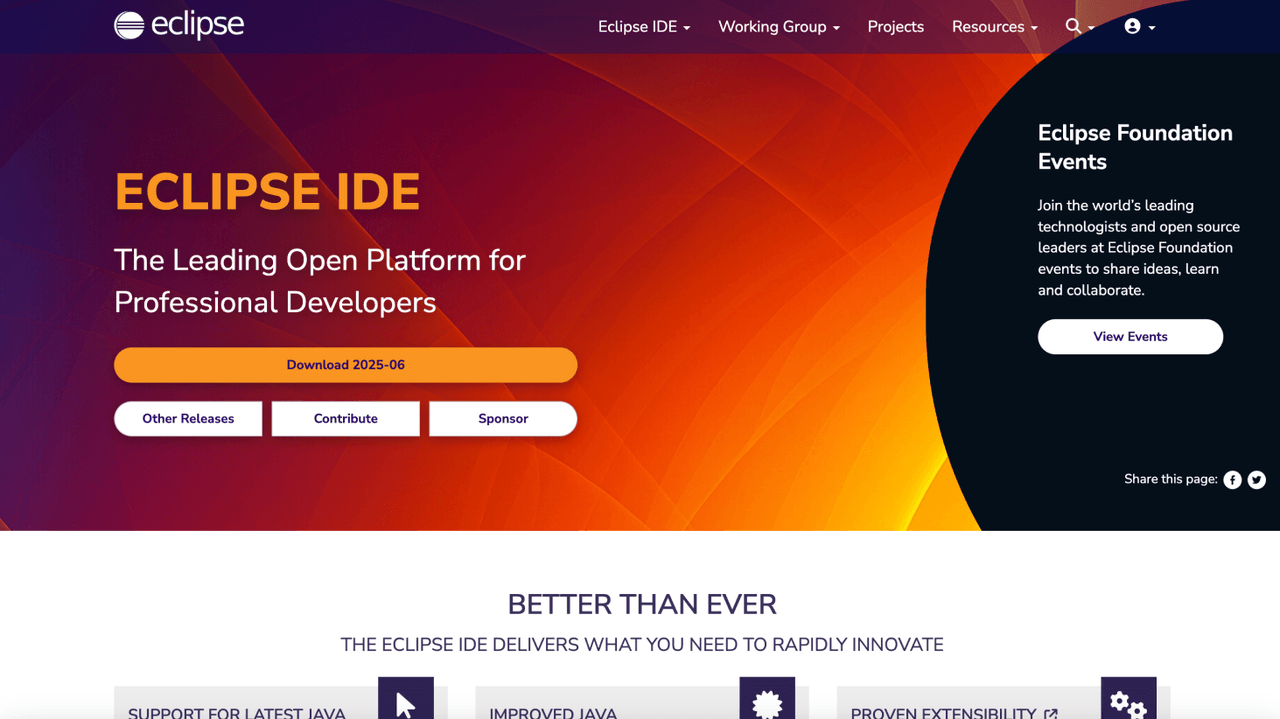 eclipse
Eclipse IDE
Working Group
Projects
Resources
ECLIPSE IDE
The Leading Open Platform for
Professional Developers
Download 2025-06
Other Releases
Contribute
Sponsor
Eclipse Foundation
Events
Join the world's leading
technologists and open source
leaders at Eclipse Foundation
events to share ideas, learn
and collaborate.
View Events
Share this page:
BETTER THAN EVER
THE ECLIPSE IDE DELIVERS WHAT YOU NEED TO RAPIDLY INNOVATE
SUPPORT FOR LATEST JAVA
IMPROVED JAVA
PROVEN EXTENSIBILITY